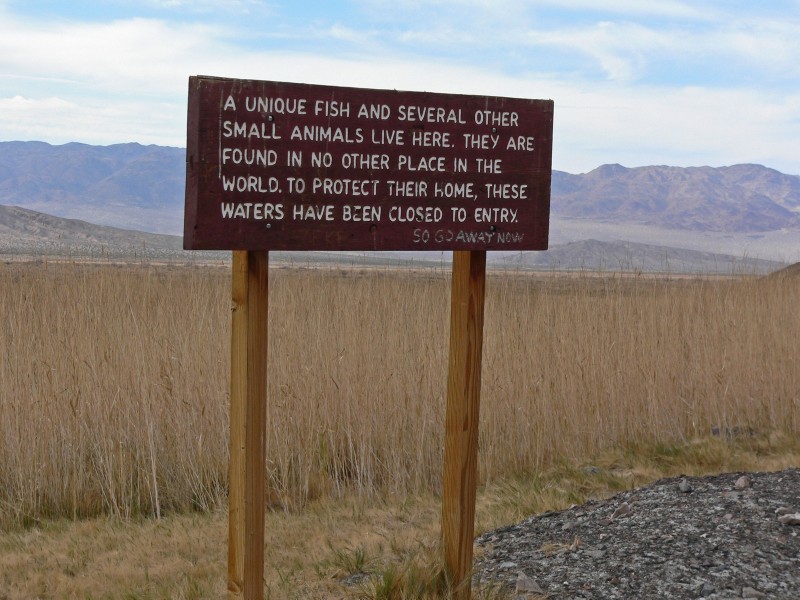 A UNIQUE FISH AND SEVERAL OTHER
SMALL ANIMALS LIVE HERE. THEY ARE
FOUND IN NO OTHER PLACE IN THE
WORLD. TO PROTECT THEIR HOME, THESE
WATERS HAVE BEEN CLOSED TO ENTRY.
SO GO AWAY NOW